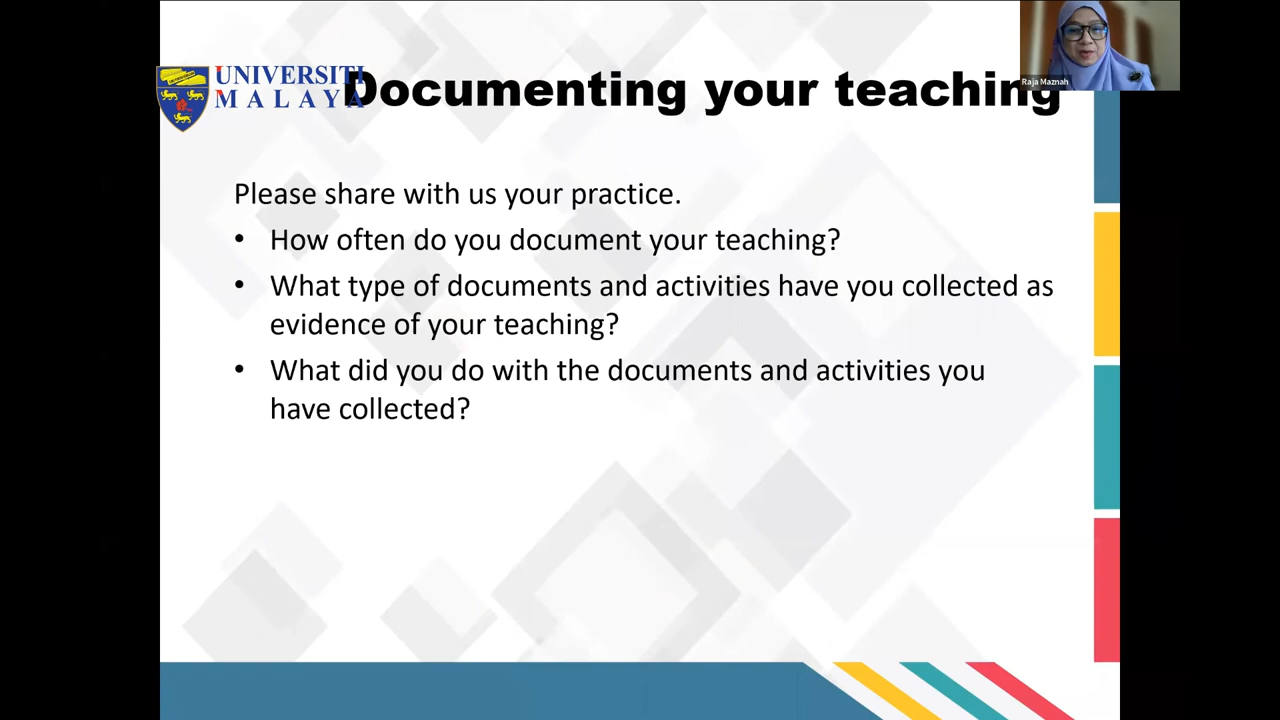 UNIVERSITI
MALAYA
Documenting your teaching
Raja Maznah
Please share with us your practice.
• How often do you document your teaching?
• What type of documents and activities have you collected as
evidence of your teaching?
• What did you do with the documents and activities you
have collected?